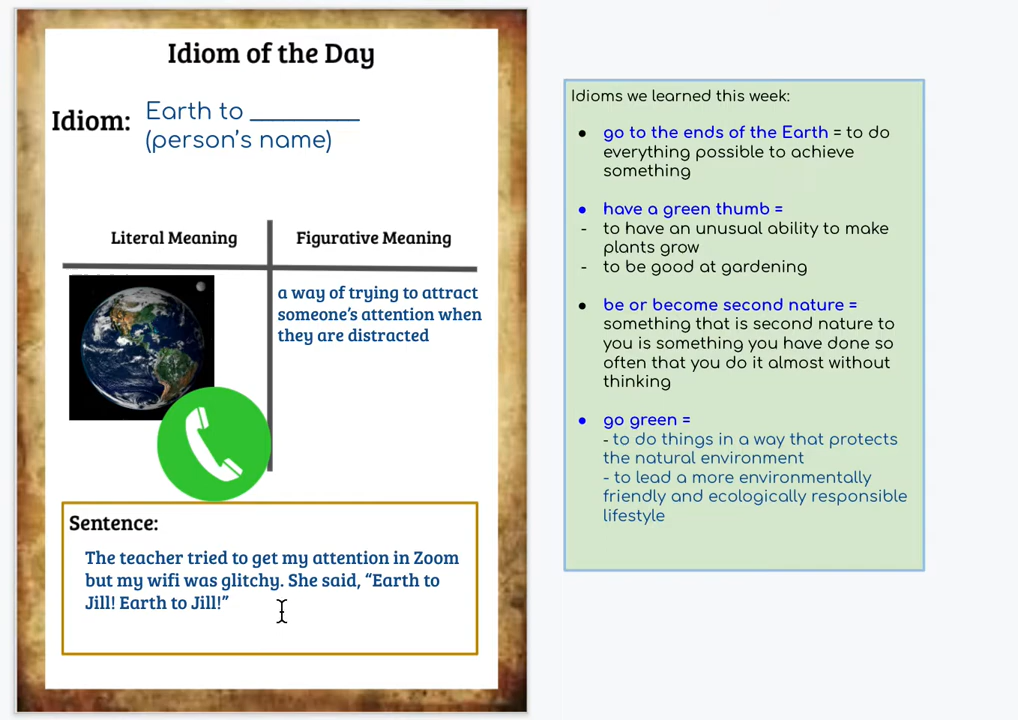 Idiom of the Day
Idiom:
Earth to __________
(person's name)
Literal Meaning
Figurative Meaning
a way of trying to attract
someone's attention when
they are distracted
Sentence:
The teacher tried to get my attention in Zoom
but my wifi was glitchy. She said, “Earth to
Jill! Earth to Jill!”
Idioms we learned this week:
● go to the ends of the Earth = to do
everything possible to achieve
something
● have a green thumb =
- to have an unusual ability to make
plants grow
- to be good at gardening
● be or become second nature =
something that is second nature to
you is something you have done so
often that you do it almost without
thinking
● go green =
- to do things in a way that protects
the natural environment
- to lead a more environmentally
friendly and ecologically responsible
lifestyle